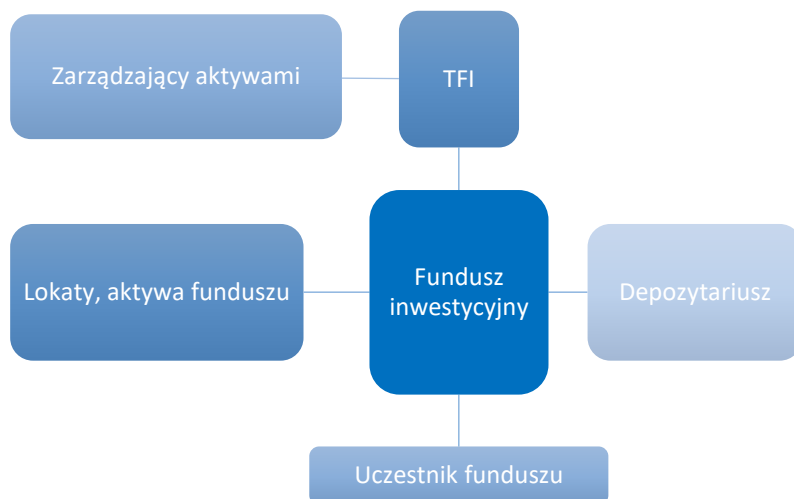 Zarządzający aktywami
TFI
Lokaty, aktywa funduszu
Fundusz
inwestycyjny
Depozytariusz
Uczestnik funduszu